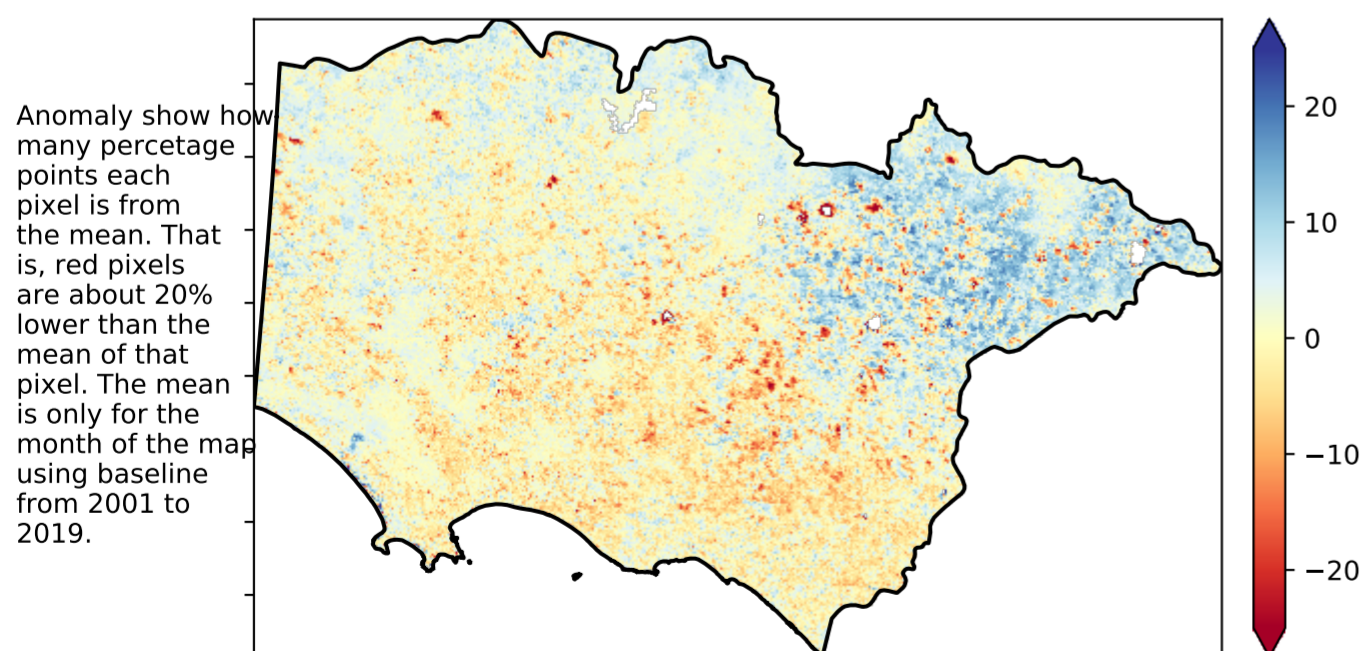 Anomaly show how
many percetage
points each
pixel is from
the mean. That
is, red pixels
are about 20%
lower than the
mean of that
pixel. The mean
is only for the
month of the map
using baseline
from 2001 to
2019.
20
10
0
−10
−20